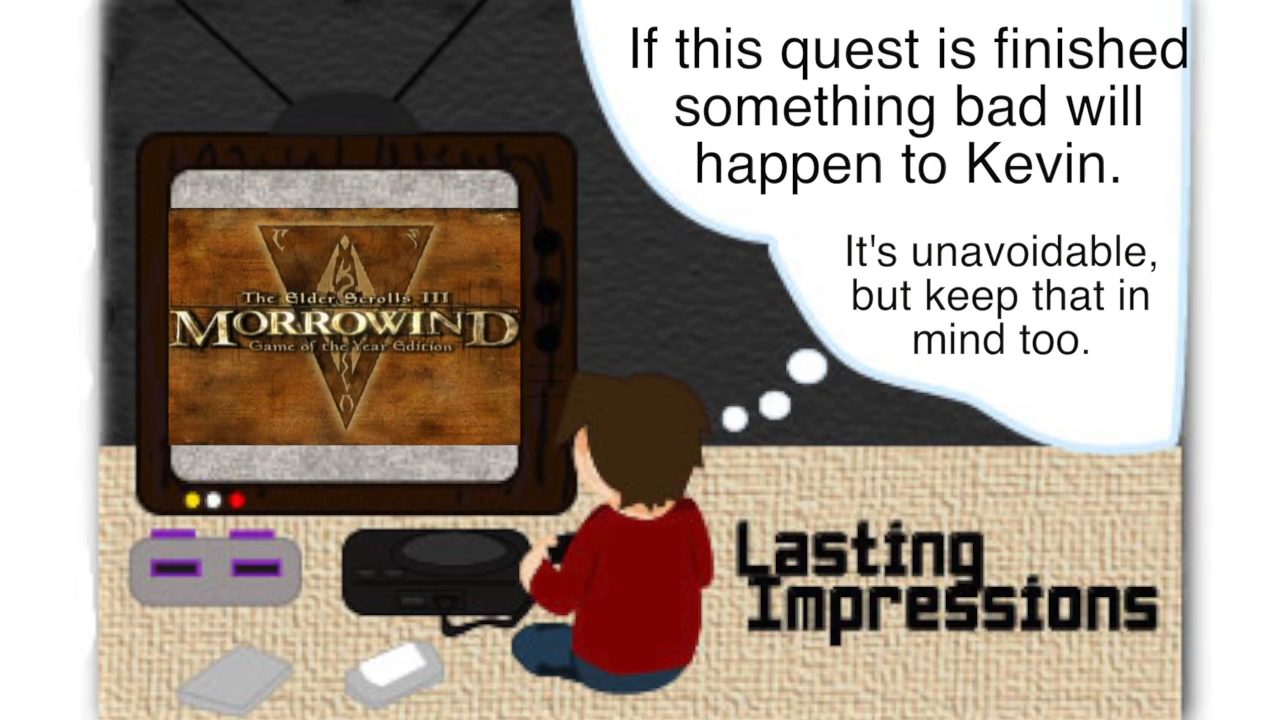 If this quest is finished
something bad will
happen to Kevin.
It's unavoidable,
but keep that in
mind too.
The Elder Scrolls III
MORROWIND
Game of the Year Edition
Lasting
Impressions